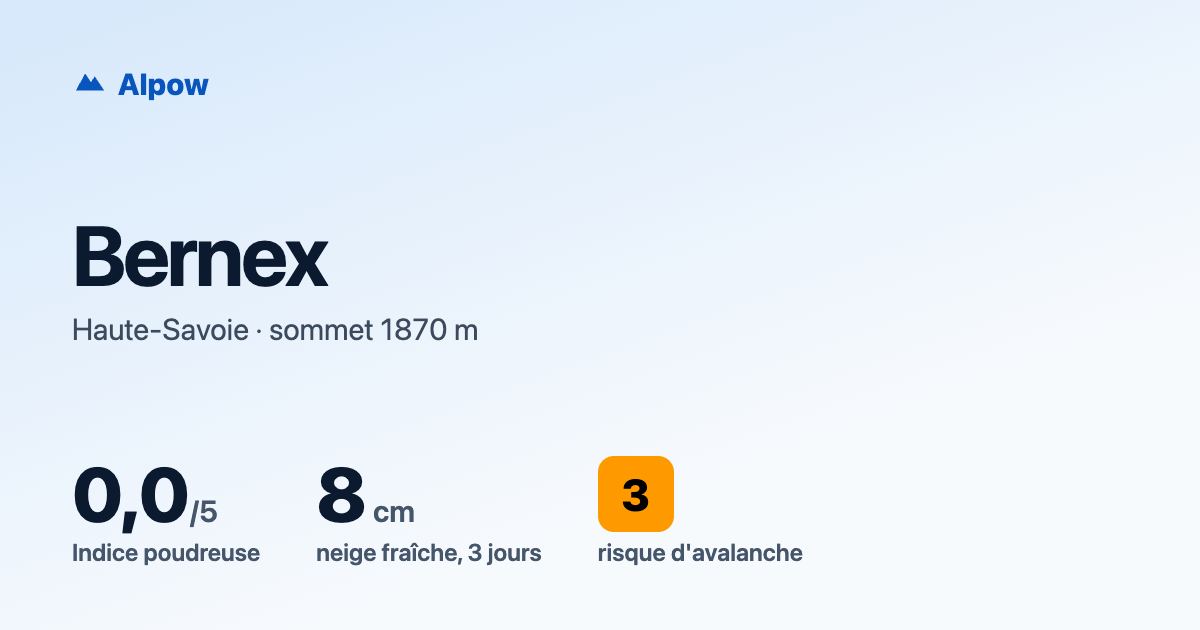 Alpow
Bernex
Haute-Savoie · sommet 1870 m
0,0/5
Indice poudreuse
8 cm
neige fraîche, 3 jours
3
risque d'avalanche